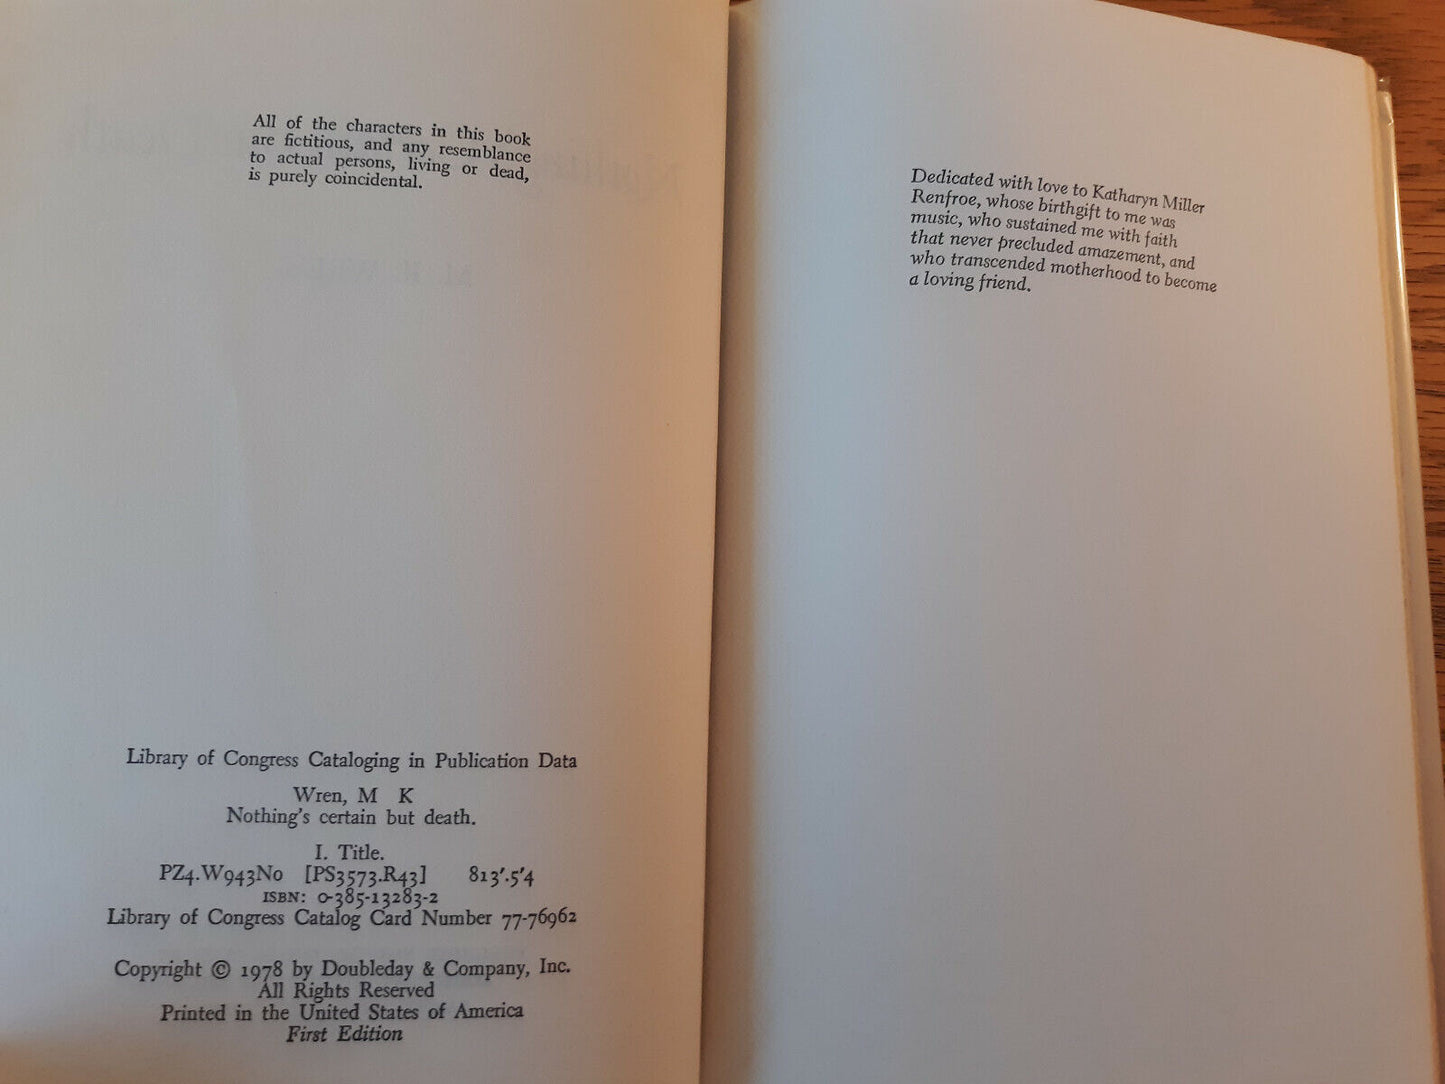 All of the characters in this book
are fictitious, and any resemblance
to actual persons, living or dead,
is purely coincidental.
Library of Congress Cataloging in Publication Data
Wren, M K
Nothing's certain but death.
I. Title.
PZ4.W943No [PS3573.R43] 813'.5'4
ISBN: 0-385-13283-2
Library of Congress Catalog Card Number 77-76962
Copyright © 1978 by Doubleday & Company, Inc.
All Rights Reserved
Printed in the United States of America
First Edition
Dedicated with love to Katharyn Miller
Renfroe, whose birthgift to me was
music, who sustained me with faith
that never precluded amazement, and
who transcended motherhood to become
a loving friend.